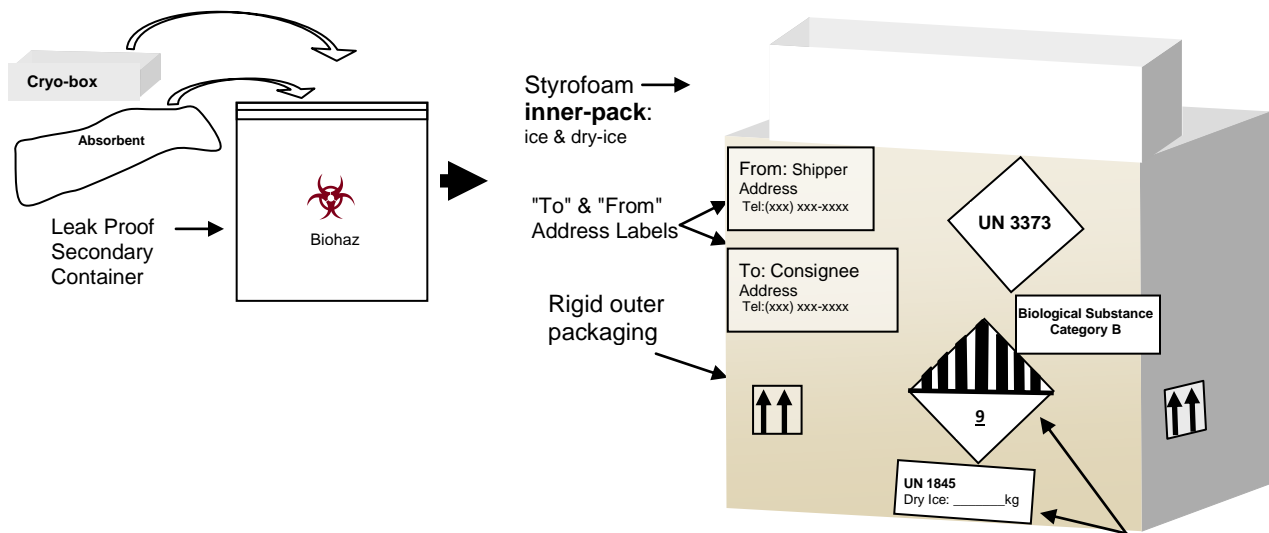 Cryo-box
Absorbent
Biohaz
Leak Proof
Secondary
Container
Styrofoam
inner-pack:
ice & dry-ice
"To" & "From"
Address Labels
Rigid outer
packaging
From: Shipper
Address
Tel:(xxx) xxx-xxxx
To: Consignee
Address
Tel:(xxx) xxx-xxxx
UN 3373
Biological Substance
Category B
9
UN 1845
Dry Ice: _______kg